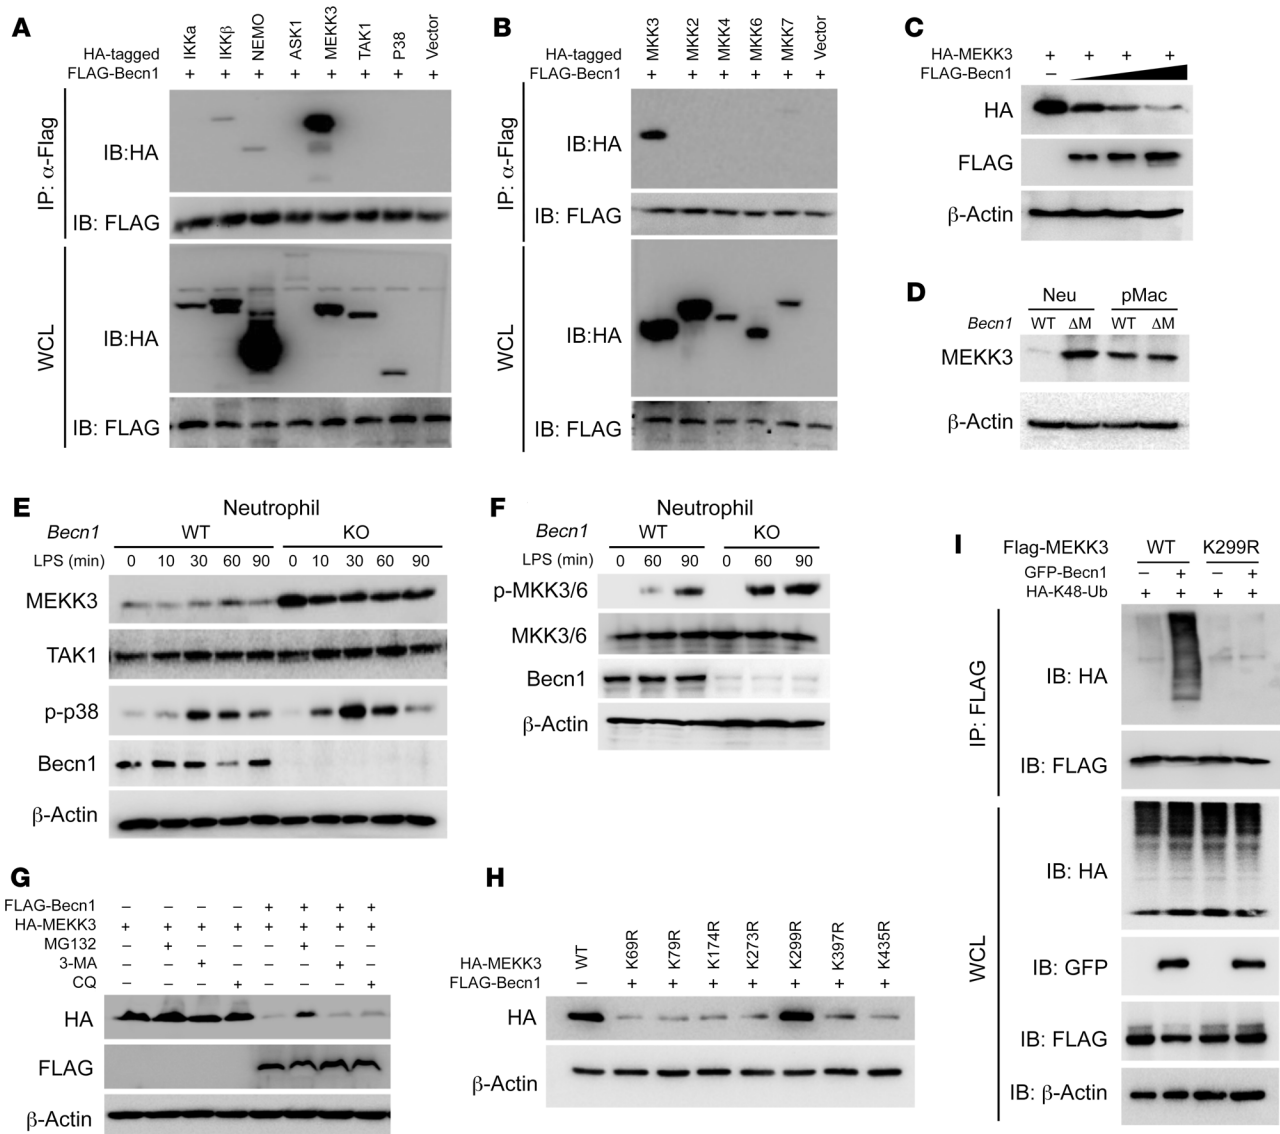 A
HA-tagged IKKa IKKβ NEMO ASK1 MEKK3 TAK1 P38 Vector
FLAG-Becn1 + + + + + + + +
IP: α-Flag
IB:HA
IB: FLAG
WCL
IB:HA
IB: FLAG
B
HA-tagged MKK3 MKK2 MKK4 MKK6 MKK7 Vector
FLAG-Becn1 + + + + + +
IP: α-Flag
IB:HA
IB: FLAG
WCL
IB:HA
IB: FLAG
C
HA-MEKK3 + + + +
FLAG-Becn1 −
HA
FLAG
β-Actin
D
Neu pMac
Becn1 WT ΔM WT ΔM
MEKK3
β-Actin
E
Neutrophil
Becn1 WT KO
LPS (min) 0 10 30 60 90 0 10 30 60 90
MEKK3
TAK1
p-p38
Becn1
β-Actin
F
Neutrophil
Becn1 WT KO
LPS (min) 0 60 90 0 60 90
p-MKK3/6
MKK3/6
Becn1
β-Actin
G
FLAG-Becn1 − − − − + + + +
HA-MEKK3 + + + + + + + +
MG132 − + − − − + − −
3-MA − − + − − − + −
CQ − − − + − − − +
HA
FLAG
β-Actin
H
HA-MEKK3 WT K69R K79R K174R K273R K299R K397R K435R
FLAG-Becn1 − + + + + + + +
HA
β-Actin
I
Flag-MEKK3 WT K299R
GFP-Becn1 − + − +
HA-K48-Ub + + + +
IP: FLAG
IB: HA
IB: FLAG
WCL
IB: HA
IB: GFP
IB: FLAG
IB: β-Actin